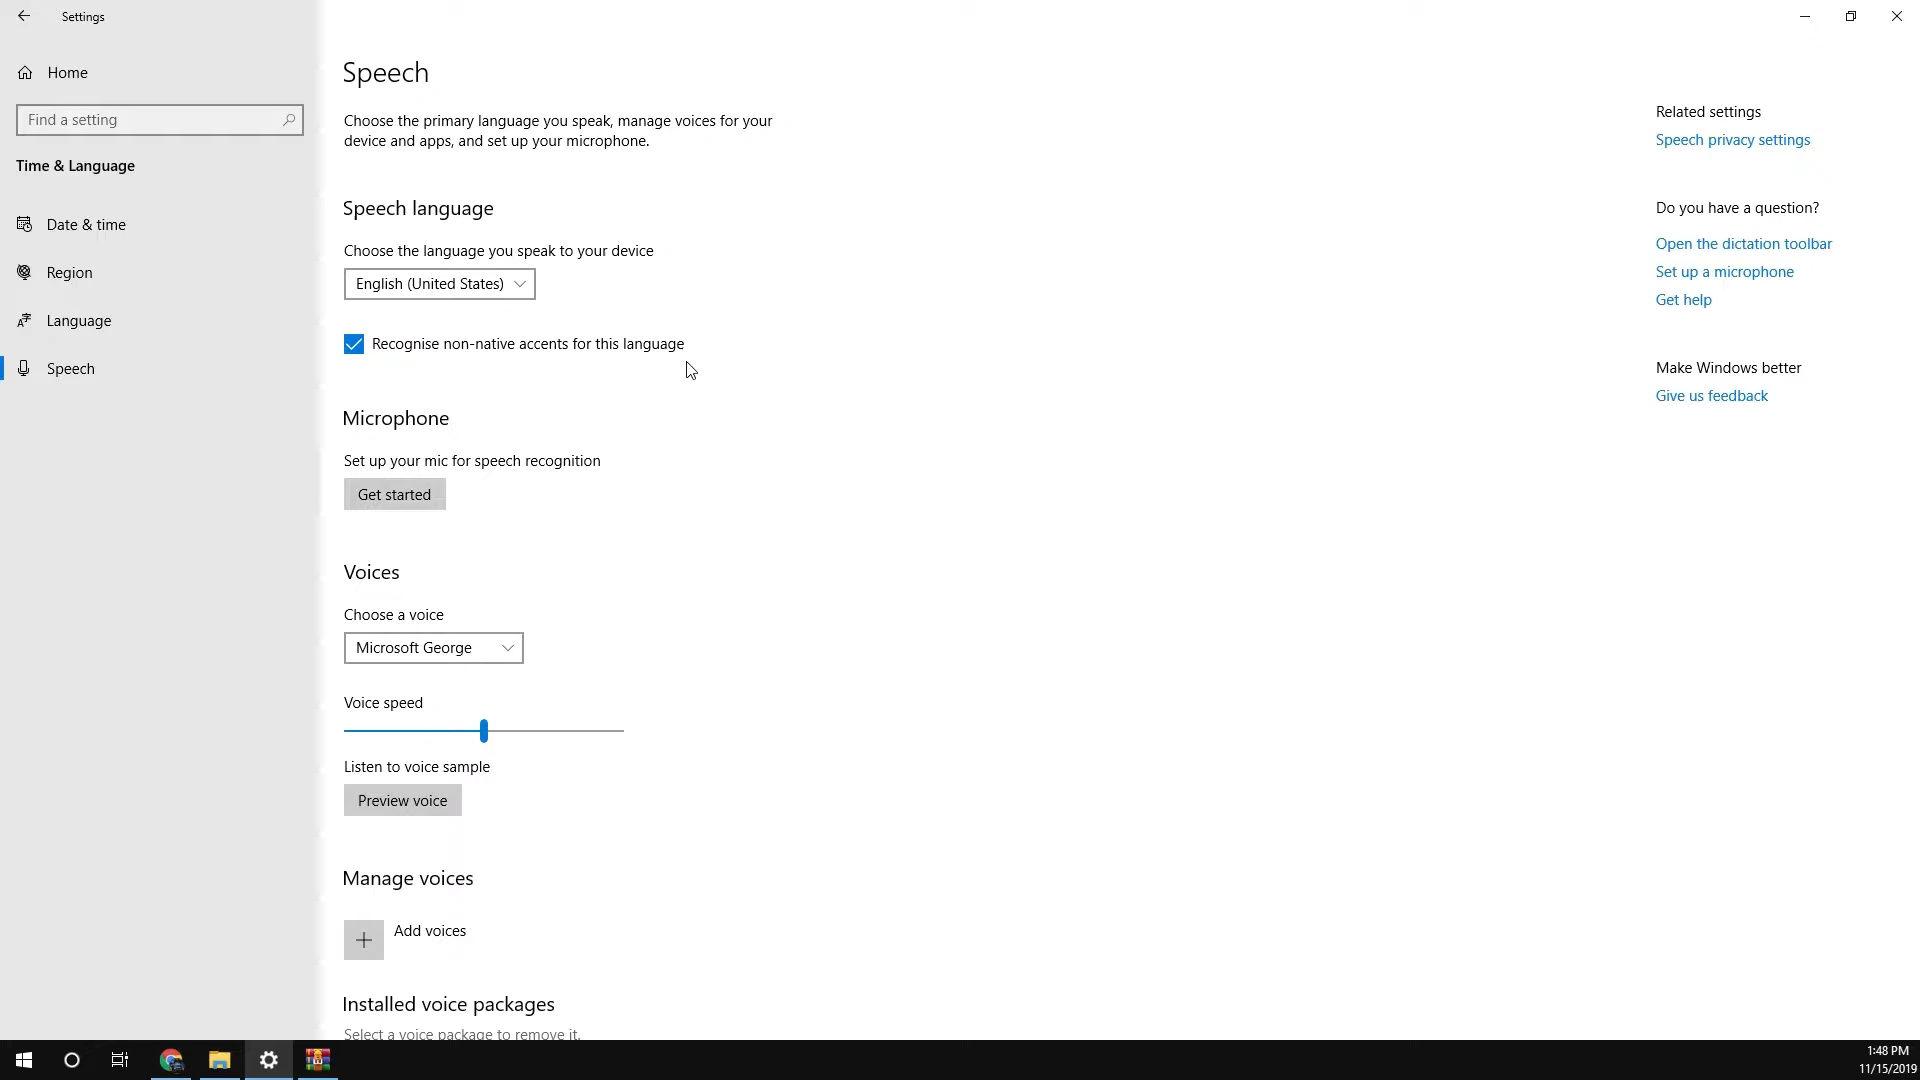 Settings
Home
Find a setting
Time & Language
Date & time
Region
Language
Speech
Speech
Choose the primary language you speak, manage voices for your
device and apps, and set up your microphone.
Speech language
Choose the language you speak to your device
English (United States)
Recognise non-native accents for this language
Microphone
Set up your mic for speech recognition
Get started
Voices
Choose a voice
Microsoft George
Voice speed
Listen to voice sample
Preview voice
Manage voices
Add voices
Installed voice packages
Select a voice package to remove it.
Related settings
Speech privacy settings
Do you have a question?
Open the dictation toolbar
Set up a microphone
Get help
Make Windows better
Give us feedback
1:48 PM
11/15/2019